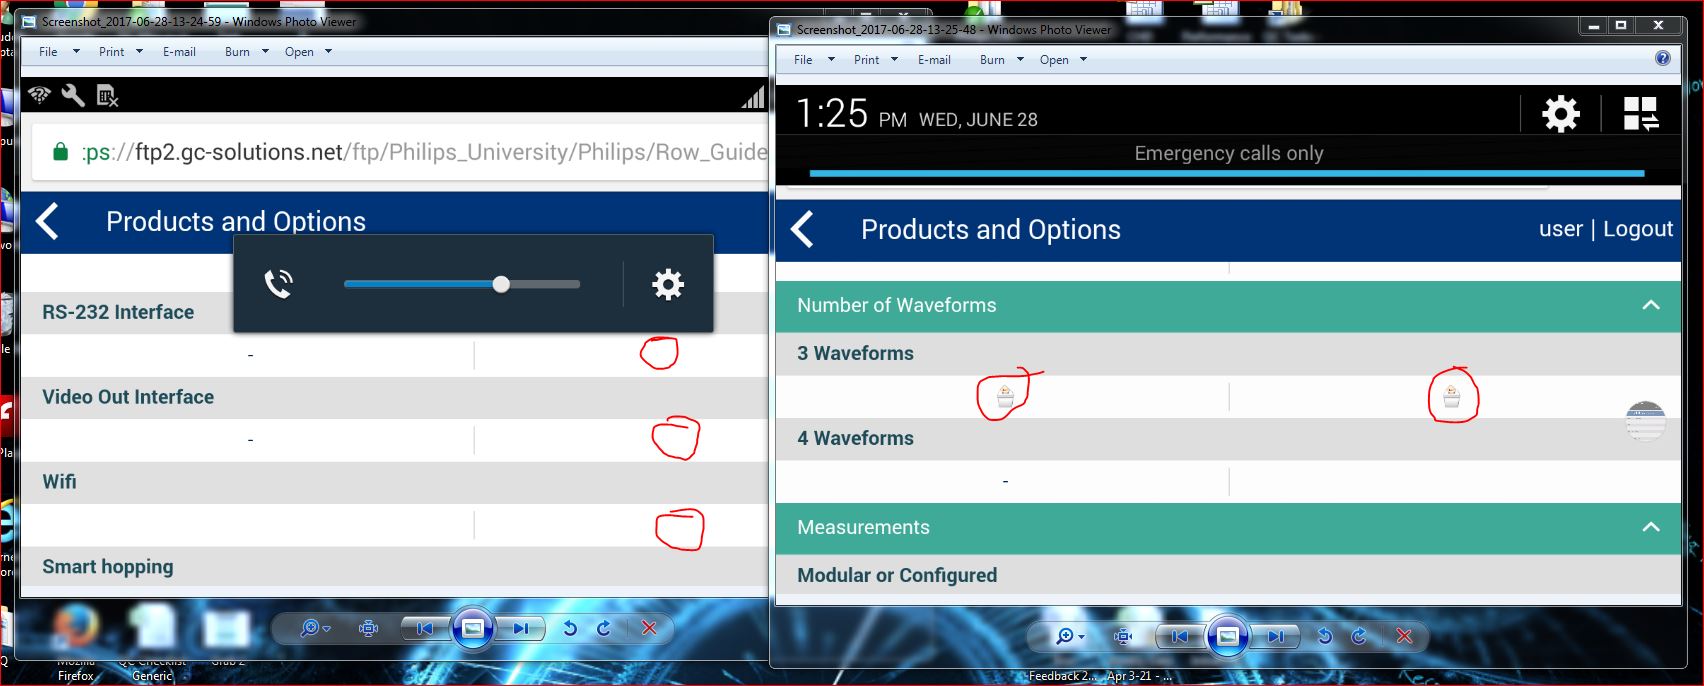 Screenshot_2017-06-28-13-24-59 - Windows Photo Viewer
File Print E-mail Burn Open
:ps://ftp2.gc-solutions.net/ftp/Philips_University/Philips/Row_Guide
Products and Options
RS-232 Interface
-
Video Out Interface
-
Wifi
Smart hopping
Screenshot_2017-06-28-13-25-48 - Windows Photo Viewer
File Print E-mail Burn Open
1:25 PM WED, JUNE 28
Emergency calls only
Products and Options
user | Logout
Number of Waveforms
3 Waveforms
4 Waveforms
-
Measurements
Modular or Configured
Mozilla
Firefox
QC Checklist
Generic
Grab 2
Feedback 2...
Apr 3-21 - ...